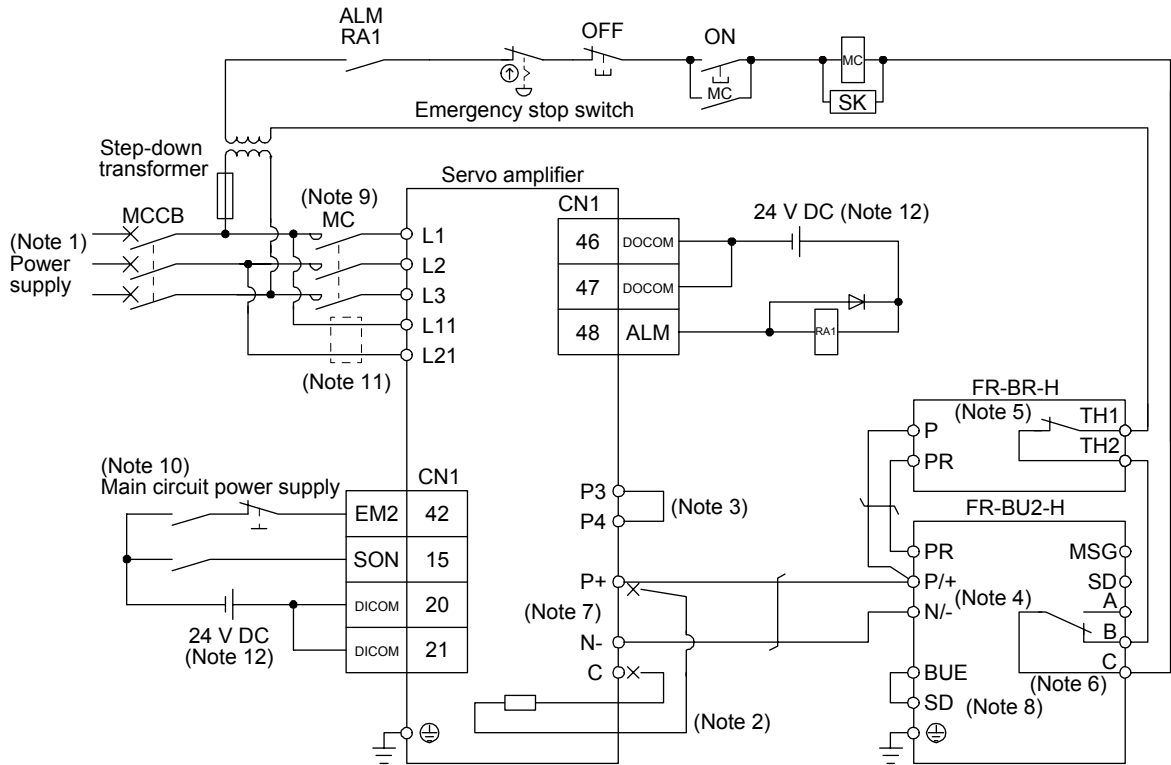 ALM
RA1
OFF
ON
MC
MC
SK
Emergency stop switch
Step-down
transformer
Servo amplifier
(Note 9)
MC
MCCB
(Note 1)
Power
supply
L1
L2
L3
L11
L21
(Note 11)
CN1
46 DOCOM
47 DOCOM
48 ALM
24 V DC (Note 12)
RA1
FR-BR-H
(Note 5)
P
PR
TH1
TH2
(Note 10)
Main circuit power supply
CN1
EM2 42
SON 15
DICOM 20
DICOM 21
24 V DC
(Note 12)
P3
P4
(Note 3)
P+
(Note 7)
N-
C
(Note 2)
FR-BU2-H
PR
P/+
N/-
(Note 4)
BUE
SD
(Note 8)
MSG
SD
A
B
C
(Note 6)